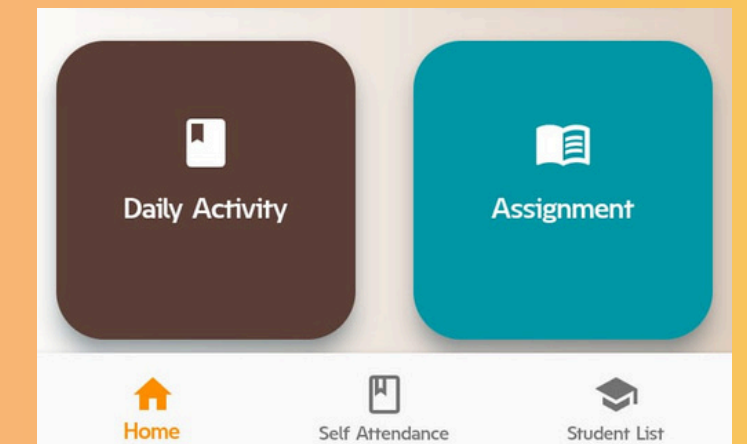 Daily Activity
Assignment
Home
Self Attendance
Student List